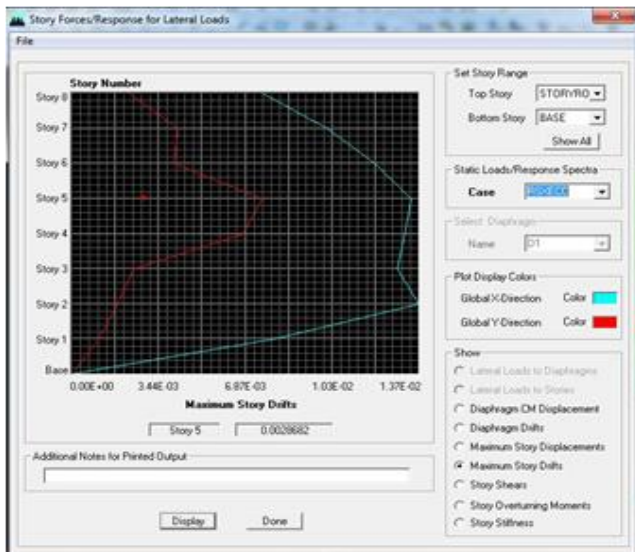 Story Forces/Response for Lateral Loads
File
Story Number
Story 8
Story 7
Story 6
Story 5
Story 4
Story 3
Story 2
Story 1
Base
0.00E+00 3.44E-03 6.87E-03 1.03E-02 1.37E-02
Maximum Story Drifts
Story 5 0.0028682
Additional Notes for Printed Output
Display Done
Set Story Range
Top Story STORYRO
Bottom Story BASE
Show All
Static Loads/Response Spectra
Case
Select Diaphragm
Name D1
Plot Display Colors
Global X-Direction Color
Global Y-Direction Color
Show
Lateral Loads to Diaphragms
Lateral Loads to Stories
Diaphragm CM Displacement
Diaphragm Drifts
Maximum Story Displacements
Maximum Story Drifts
Story Shears
Story Overturning Moments
Story Stiffness